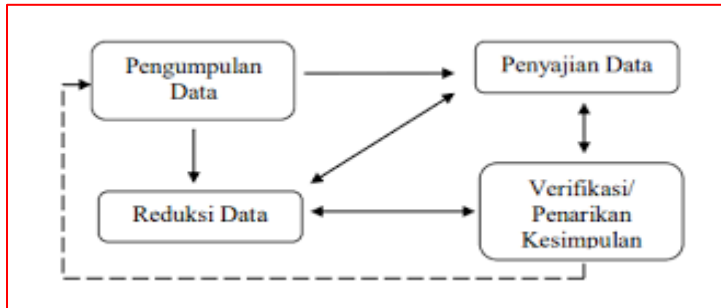 Pengumpulan
Data
Penyajian Data
Reduksi Data
Verifikasi/
Penarikan
Kesimpulan